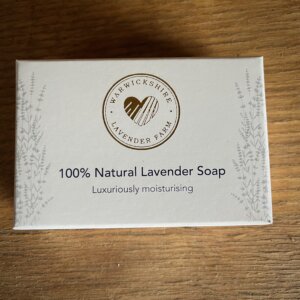 WARWICKSHIRE
LAVENDER FARM
100% Natural Lavender Soap
Luxuriously moisturising